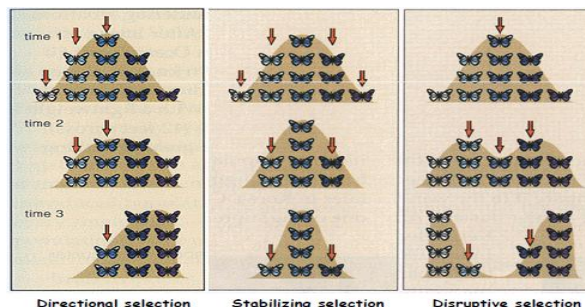 time 1
time 2
time 3
Directional selection
Stabilizing selection
Disruptive selection